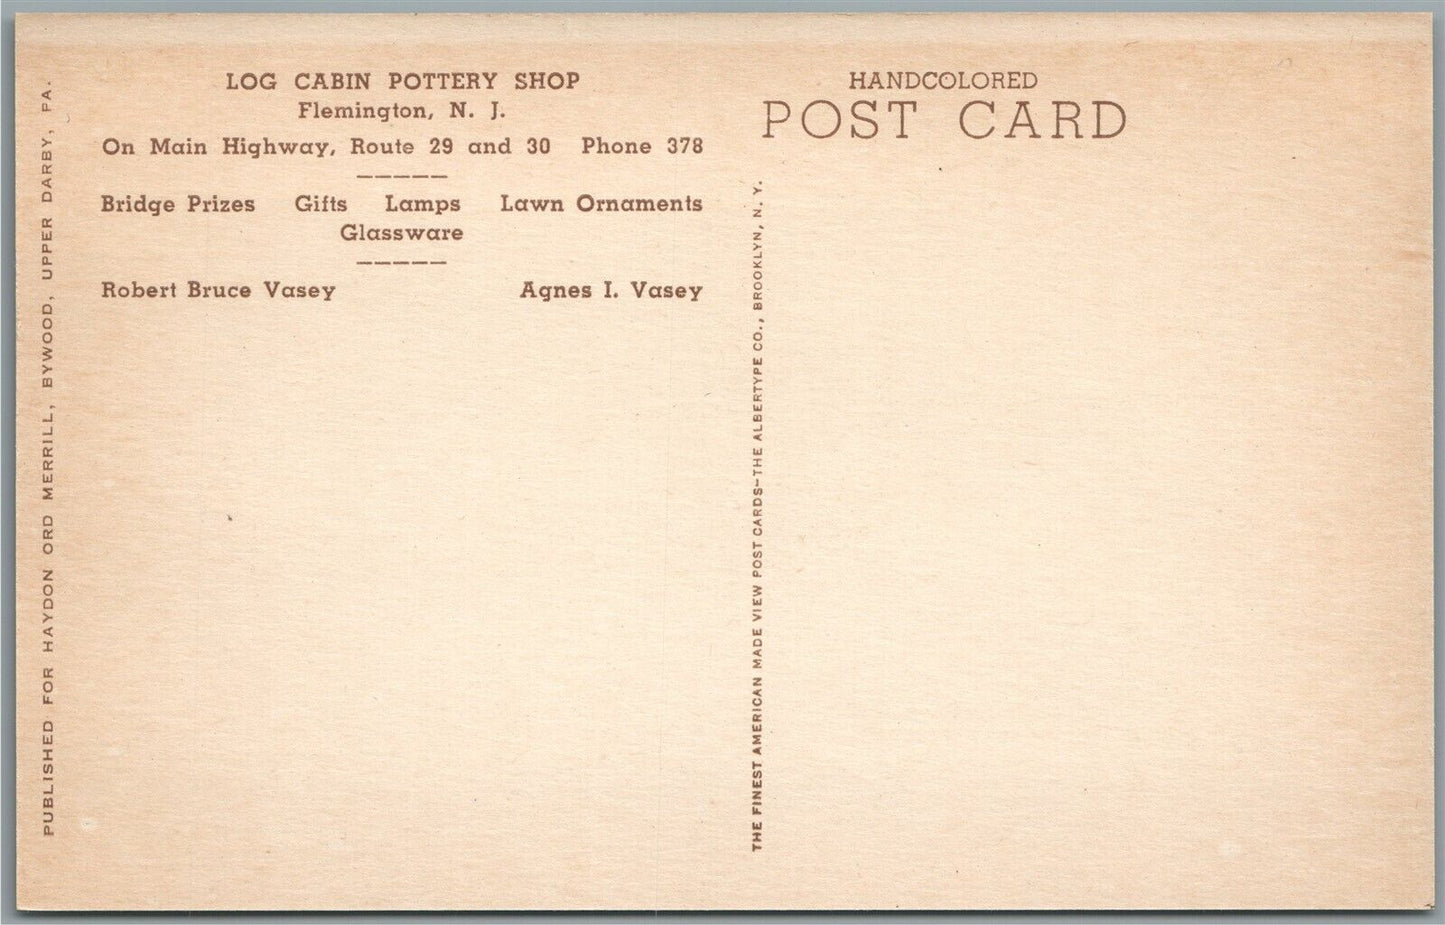 LOG CABIN POTTERY SHOP
Flemington, N. J.
On Main Highway, Route 29 and 30 Phone 378
Bridge Prizes Gifts Lamps Lawn Ornaments
Glassware
Robert Bruce Vasey Agnes I. Vasey
PUBLISHED FOR HAYDON ORD MERRILL, BYWOOD, UPPER DARBY, PA.
HANDCOLORED
POST CARD
THE FINEST AMERICAN MADE VIEW POST CARDS—THE ALBERTYPE CO., BROOKLYN, N. Y.